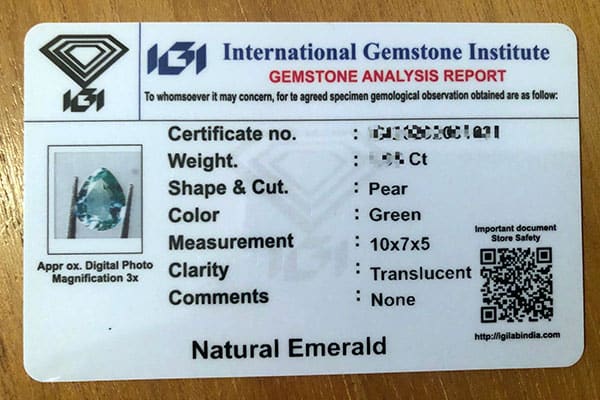 IGI International Gemstone Institute
GEMSTONE ANALYSIS REPORT
To whomsoever it may concern, for te agreed specimen gemological observation obtained are as follow:
IGI
Certificate no. :
Weight. : Ct
Shape & Cut. : Pear
Color : Green
Measurement : 10x7x5
Clarity : Translucent
Comments : None
Appr ox. Digital Photo
Magnification 3x
Important document
Store Safety
http://igilabindia.com/
Natural Emerald